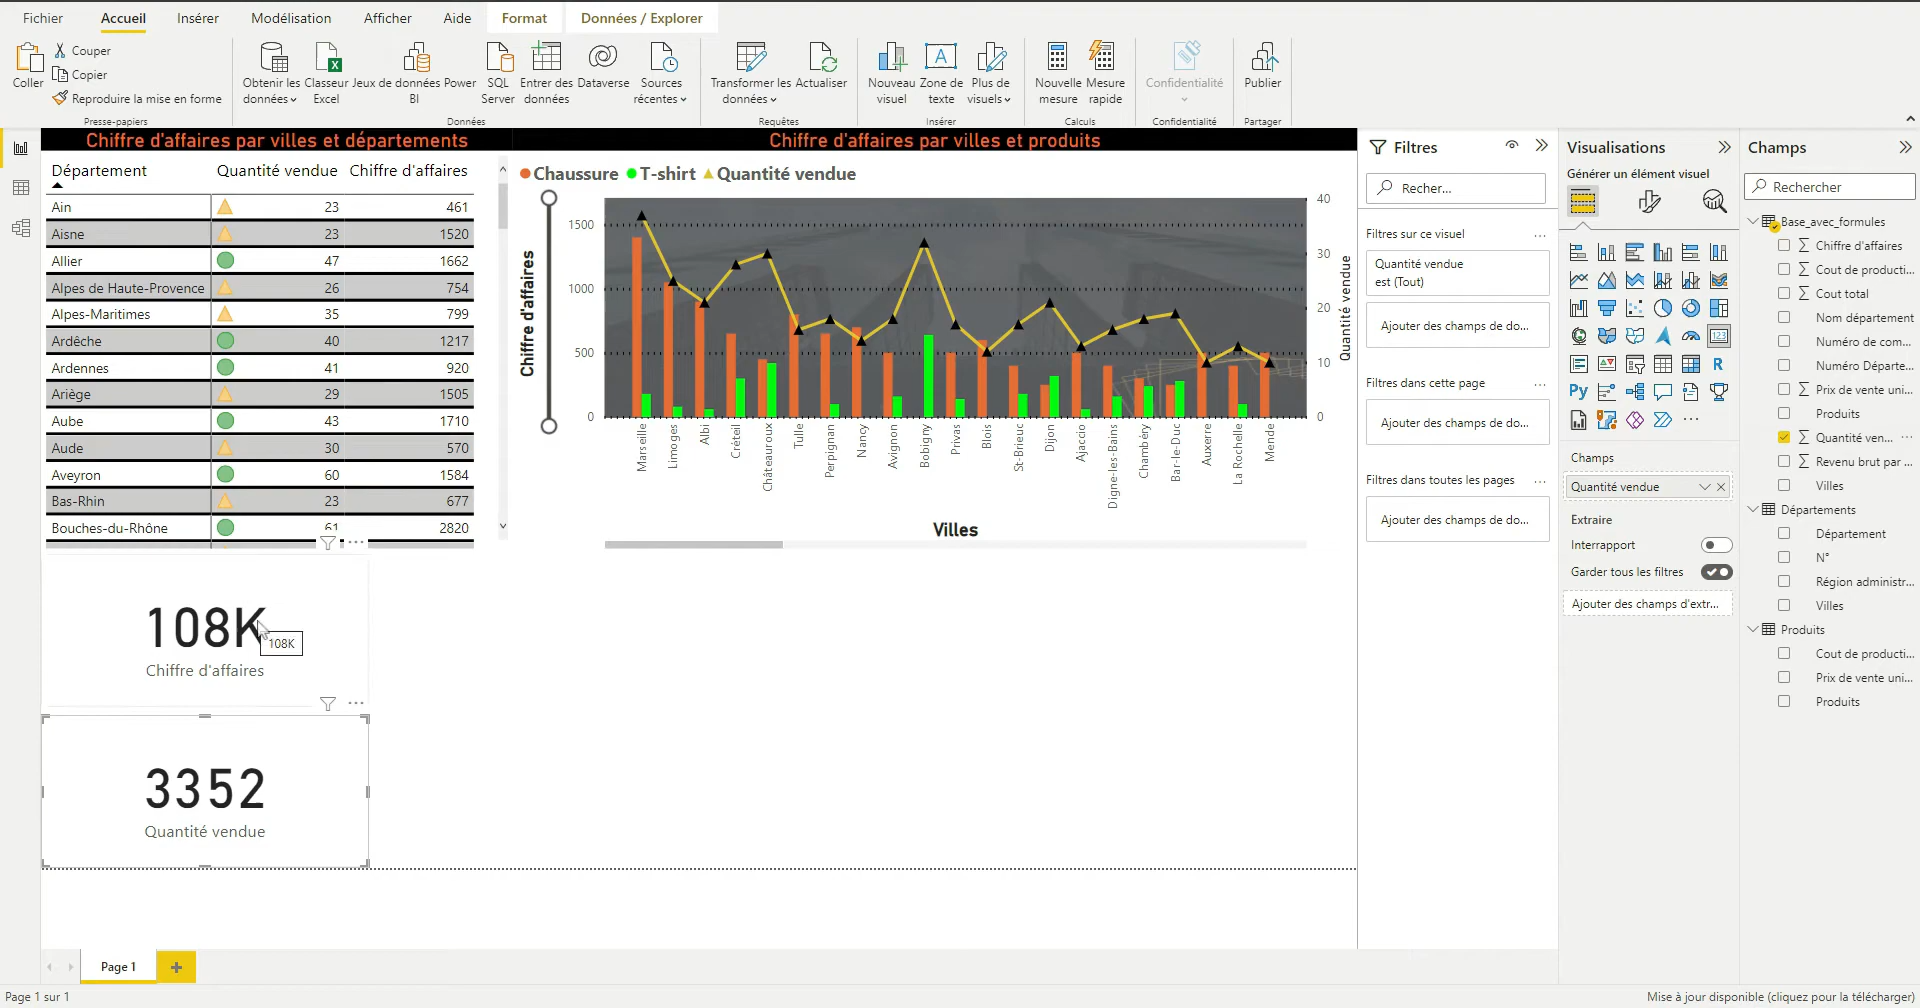 Fichier
Accueil
Insérer
Modélisation
Afficher
Aide
Format
Données / Explorer
Coller
Couper
Copier
Reproduire la mise en forme
Presse-papiers
Obtenir les
données
Classeur
Excel
Jeux de données Power
BI
SQL
Server
Entrer des
données
Dataverse
Sources
récentes
Données
Transformer les
données
Actualiser
Requêtes
Nouveau
visuel
Zone de
texte
Plus de
visuels
Insérer
Nouvelle
mesure
Mesure
rapide
Calculs
Confidentialité
Confidentialité
Publier
Partager
Chiffre d'affaires par villes et départements
Département Quantité vendue Chiffre d'affaires
Ain 23 461
Aisne 23 1520
Allier 47 1662
Alpes de Haute-Provence 26 754
Alpes-Maritimes 35 799
Ardêche 40 1217
Ardennes 41 920
Ariège 29 1505
Aube 43 1710
Aude 30 570
Aveyron 60 1584
Bas-Rhin 23 677
Bouches-du-Rhône 61 2820
108K
108K
Chiffre d'affaires
3352
Quantité vendue
Chiffre d'affaires par villes et produits
Chaussure T-shirt Quantité vendue
Chiffre d'affaires
1500
1000
500
0
40
30
20
10
0
Quantité vendue
Marseille
Limoges
Albi
Créteil
Châteauroux
Tulle
Perpignan
Nancy
Avignon
Bobigny
Privas
Blois
St-Brieuc
Dijon
Ajaccio
Digne-les-Bains
Chambéry
Bar-le-Duc
Auxerre
La Rochelle
Mende
Villes
Filtres
Recher...
Filtres sur ce visuel
Quantité vendue
est (Tout)
Ajouter des champs de do...
Filtres dans cette page
Ajouter des champs de do...
Filtres dans toutes les pages
Ajouter des champs de do...
Visualisations
Générer un élément visuel
R
Py
Champs
Quantité vendue
Extraire
Interrapport
Garder tous les filtres
Ajouter des champs d'extr...
Champs
Rechercher
Base_avec_formules
Chiffre d'affaires
Cout de producti...
Cout total
Nom département
Numéro de com...
Numéro Départe...
Prix de vente uni...
Produits
Quantité ven...
Revenu brut par ...
Villes
Départements
Département
N°
Région administr...
Villes
Produits
Cout de producti...
Prix de vente uni...
Produits
Page 1
Page 1 sur 1
Mise à jour disponible (cliquez pour la télécharger)